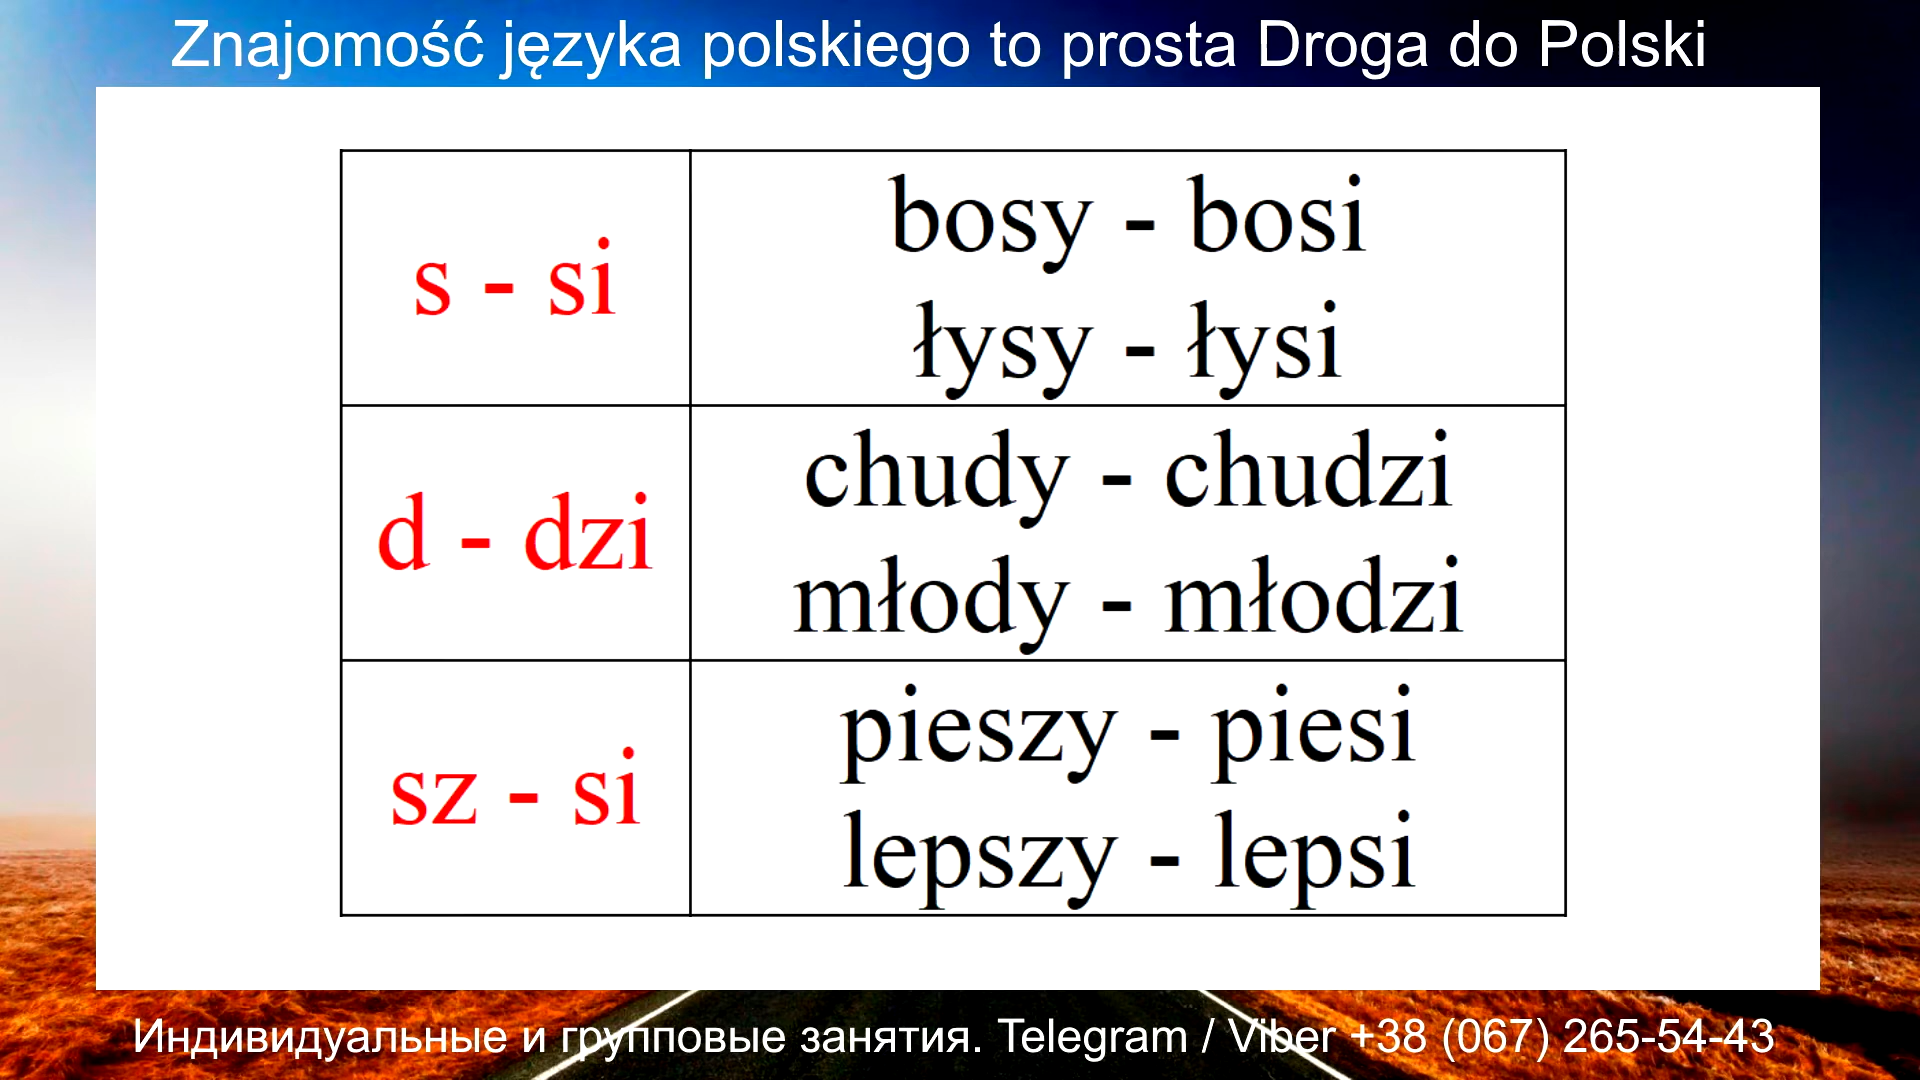 Znajomość języka polskiego to prosta Droga do Polski
s - si
bosy - bosi
łysy - łysi
d - dzi
chudy - chudzi
młody - młodzi
sz - si
pieszy - piesi
lepszy - lepsi
Индивидуальные и групповые занятия. Telegram / Viber +38 (067) 265-54-43